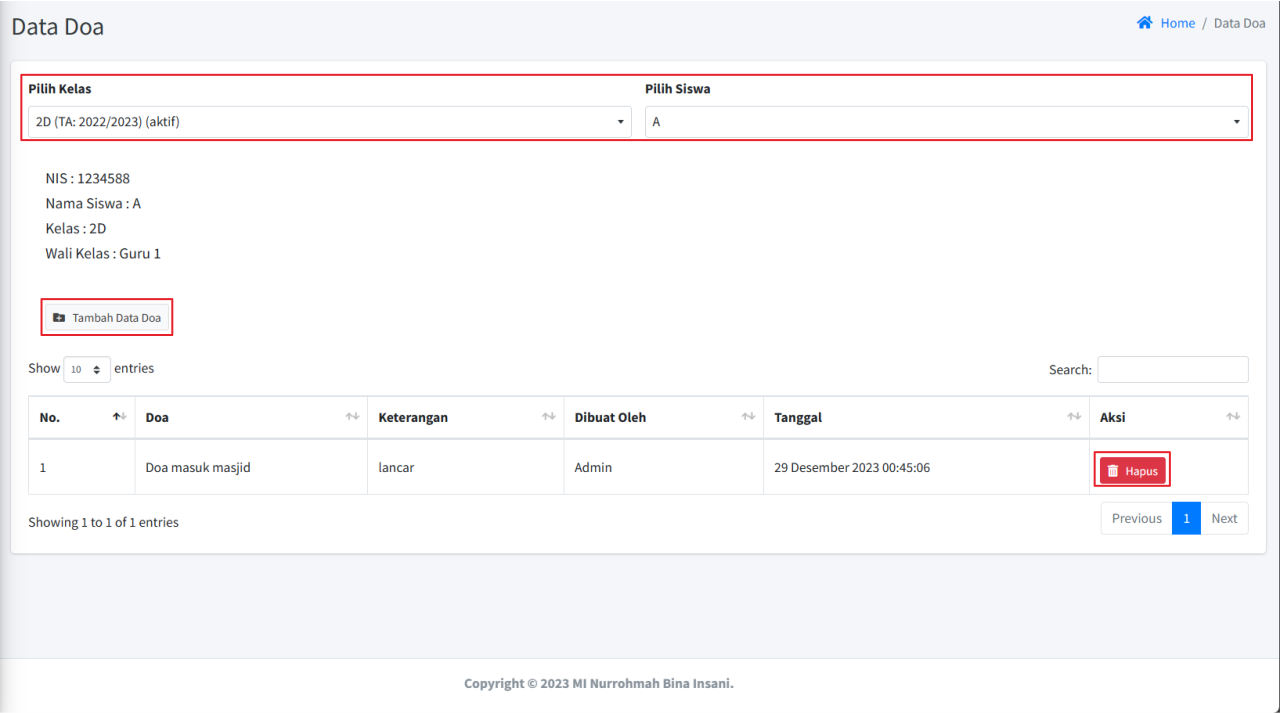 Data Doa
Home / Data Doa
Pilih Kelas Pilih Siswa
2D (TA: 2022/2023) (aktif) A
NIS : 1234588
Nama Siswa : A
Kelas : 2D
Wali Kelas : Guru 1
Tambah Data Doa
Show 10 entries Search:
No. Doa Keterangan Dibuat Oleh Tanggal Aksi
1 Doa masuk masjid lancar Admin 29 Desember 2023 00:45:06 Hapus
Showing 1 to 1 of 1 entries Previous 1 Next
Copyright © 2023 MI Nurrohmah Bina Insani.